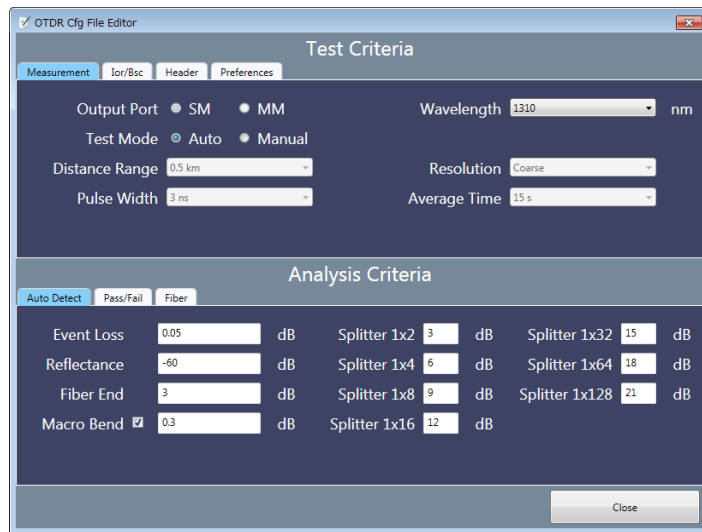 OTDR Cfg File Editor
Test Criteria
Measurement Ior/Bsc Header Preferences
Output Port SM MM Wavelength 1310 nm
Test Mode Auto Manual
Distance Range 0.5 km Resolution Coarse
Pulse Width 3 ns Average Time 15 s
Analysis Criteria
Auto Detect Pass/Fail Fiber
Event Loss 0.05 dB Splitter 1x2 3 dB Splitter 1x32 15 dB
Reflectance -60 dB Splitter 1x4 6 dB Splitter 1x64 18 dB
Fiber End 3 dB Splitter 1x8 9 dB Splitter 1x128 21 dB
Macro Bend 0.3 dB Splitter 1x16 12 dB
Close